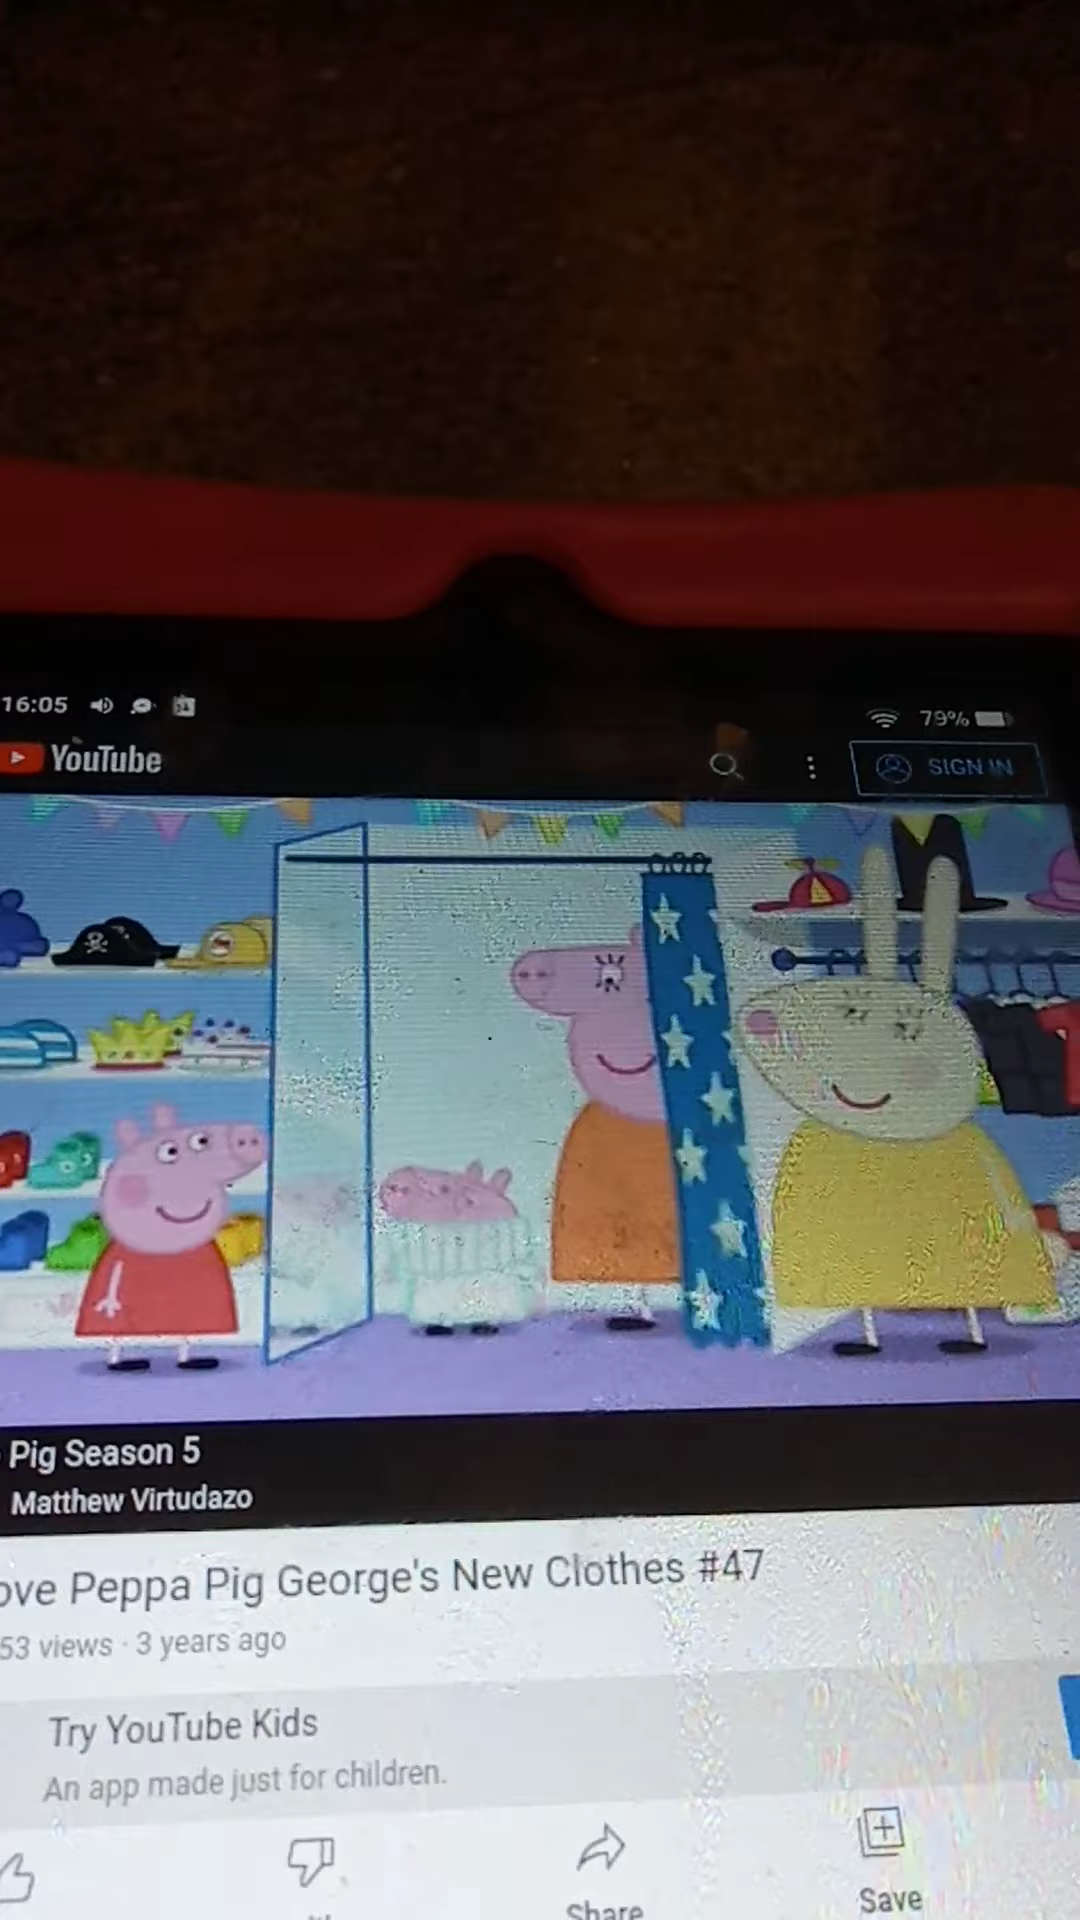 16:05
79%
YouTube
SIGN IN
Pig Season 5
Matthew Virtudazo
ove Peppa Pig George's New Clothes #47
53 views · 3 years ago
Try YouTube Kids
An app made just for children.
Share
Save